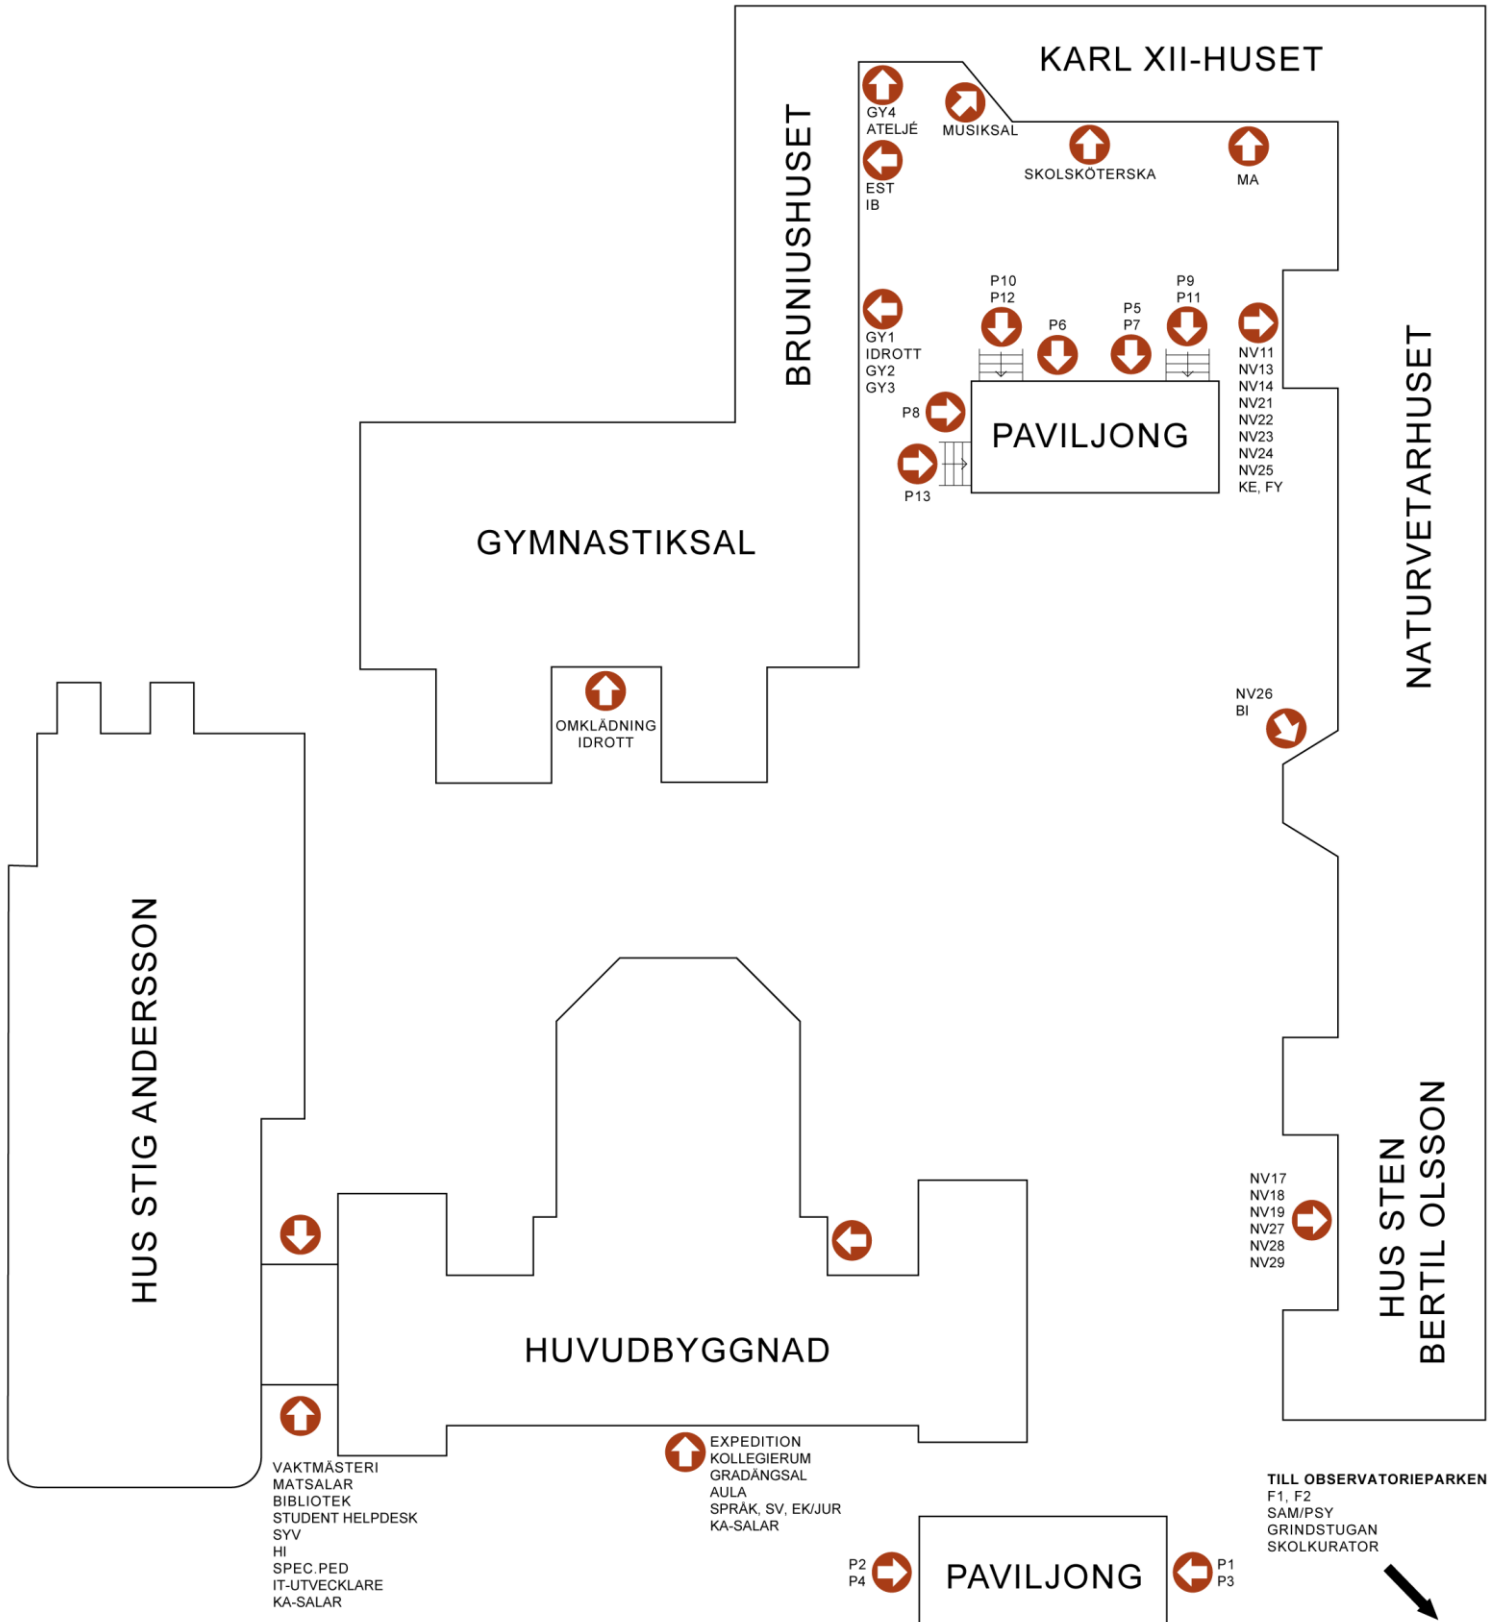 KARL XII-HUSET
BRUNIUSHUSET
GY4
ATELJÉ
MUSIKSAL
SKOLSKÖTERSKA
MA
EST
IB
GY1
IDROTT
GY2
GY3
P10
P12
P6
P5
P7
P9
P11
P8
P13
PAVILJONG
NV11
NV13
NV14
NV21
NV22
NV23
NV24
NV25
KE, FY
NATURVETARHUSET
GYMNASTIKSAL
OMKLÄDNING
IDROTT
NV26
BI
HUS STIG ANDERSSON
NV17
NV18
NV19
NV27
NV28
NV29
HUS STEN
BERTIL OLSSON
HUVUDBYGGNAD
VAKTMÄSTERI
MATSALAR
BIBLIOTEK
STUDENT HELPDESK
SYV
HI
SPEC.PED
IT-UTVECKLARE
KA-SALAR
EXPEDITION
KOLLEGIERUM
GRADÄNGSAL
AULA
SPRÅK, SV, EK/JUR
KA-SALAR
P2
P4
PAVILJONG
P1
P3
TILL OBSERVATORIEPARKEN
F1, F2
SAM/PSY
GRINDSTUGAN
SKOLKURATOR